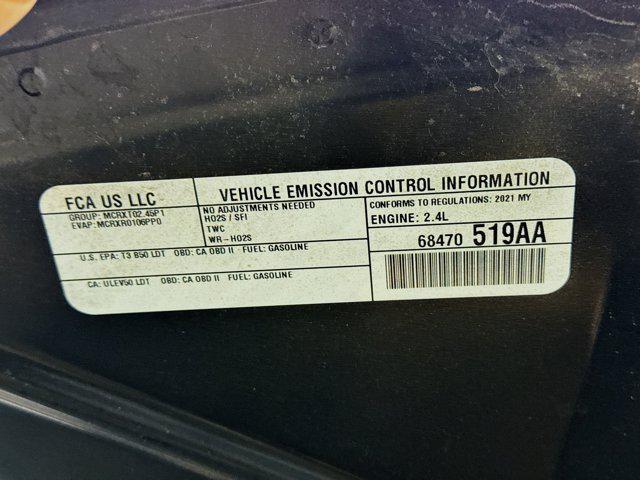 FCA US LLC
GROUP: MCRXT02.45P1
EVAP: MCRXR0106PP0
VEHICLE EMISSION CONTROL INFORMATION
NO ADJUSTMENTS NEEDED
HO2S / SFI
TWC
WR-HO2S
CONFORMS TO REGULATIONS: 2021 MY
ENGINE: 2.4L
U.S. EPA: T3 B50 LDT OBD: CA OBD II FUEL: GASOLINE
CA: ULEV50 LDT OBD: CA OBD II FUEL: GASOLINE
68470 519AA